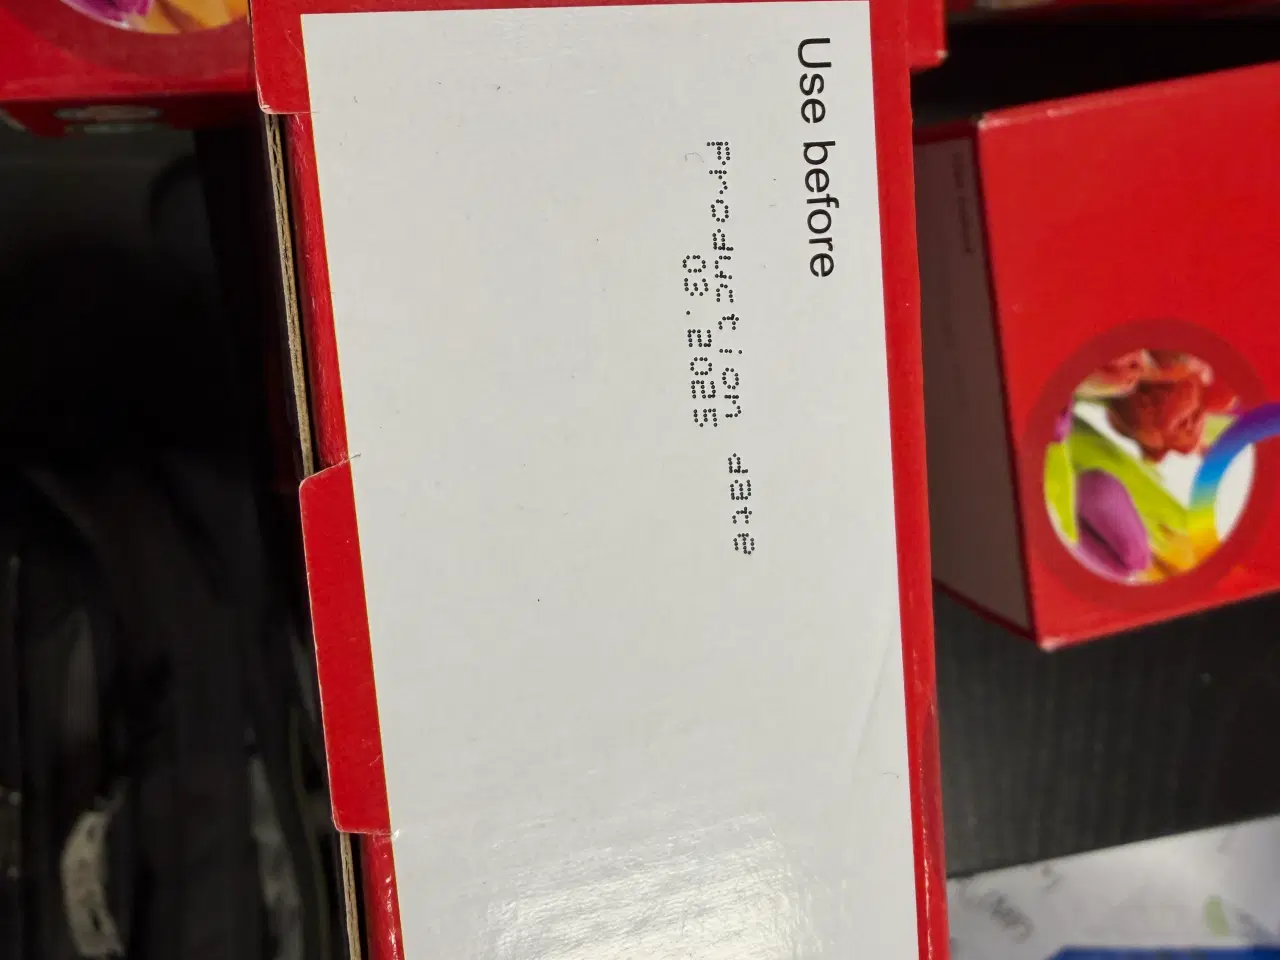 Use before
Production date
03.2025